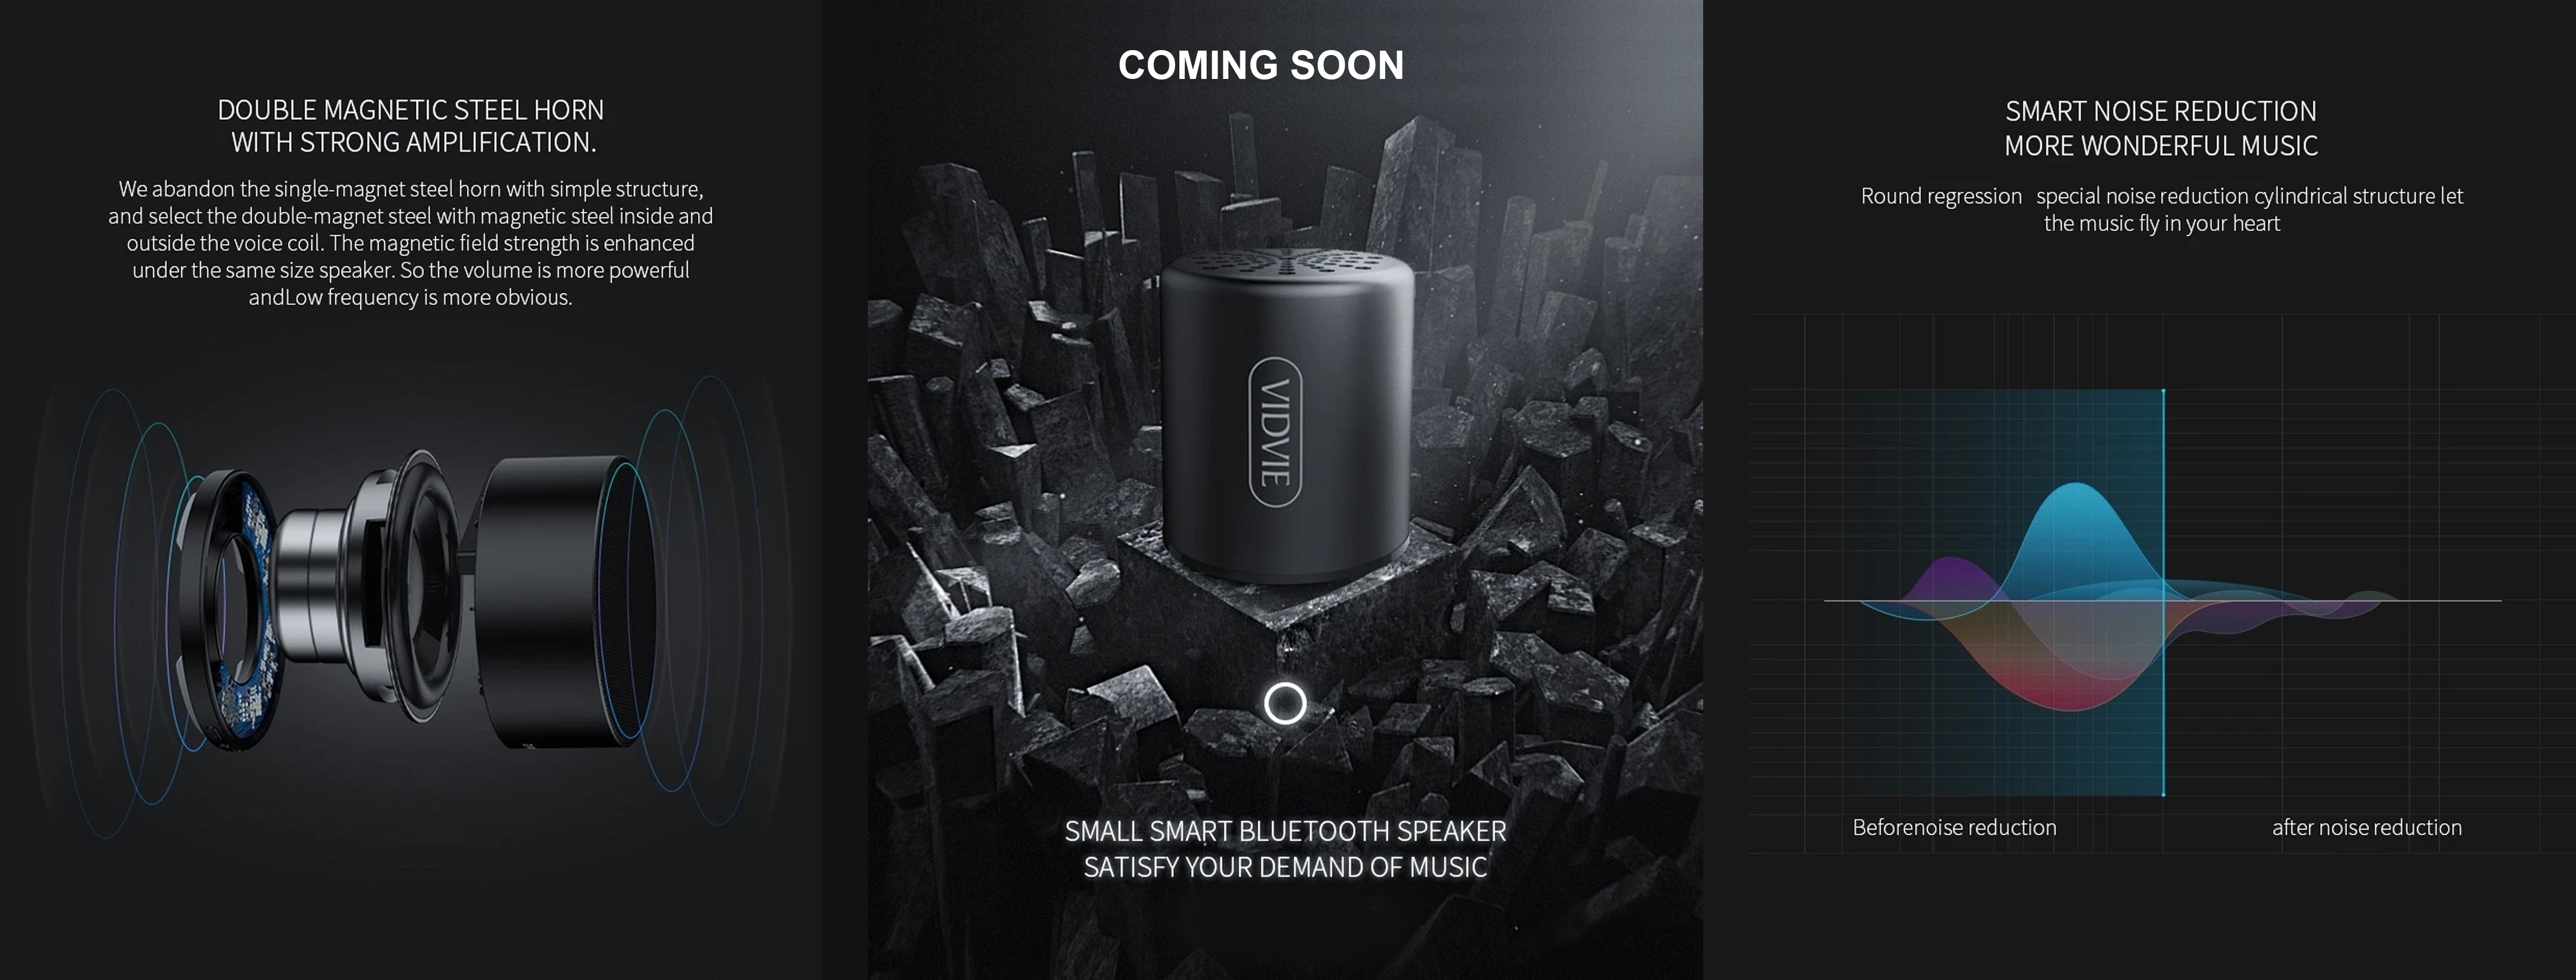 DOUBLE MAGNETIC STEEL HORN
WITH STRONG AMPLIFICATION.
We abandon the single-magnet steel horn with simple structure,
and select the double-magnet steel with magnetic steel inside and
outside the voice coil. The magnetic field strength is enhanced
under the same size speaker. So the volume is more powerful
andLow frequency is more obvious.
COMING SOON
VIDVIE
SMALL SMART BLUETOOTH SPEAKER
SATISFY YOUR DEMAND OF MUSIC
SMART NOISE REDUCTION
MORE WONDERFUL MUSIC
Round regression special noise reduction cylindrical structure let
the music fly in your heart
Beforenoise reduction
after noise reduction